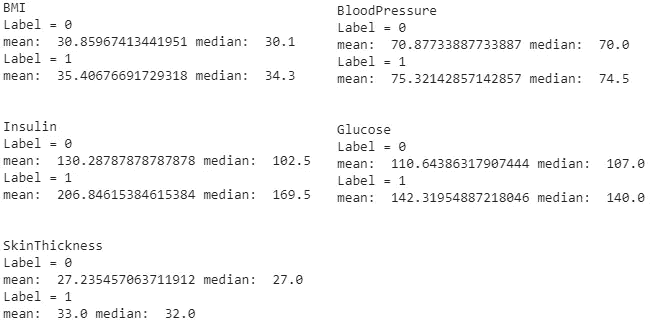 BMI
Label = 0
mean:  30.85967413441951 median:  30.1
Label = 1
mean:  35.40676691729318 median:  34.3
BloodPressure
Label = 0
mean:  70.87733887733887 median:  70.0
Label = 1
mean:  75.32142857142857 median:  74.5
Insulin
Label = 0
mean:  130.28787878787878 median:  102.5
Label = 1
mean:  206.84615384615384 median:  169.5
Glucose
Label = 0
mean:  110.64386317907444 median:  107.0
Label = 1
mean:  142.31954887218046 median:  140.0
SkinThickness
Label = 0
mean:  27.235457063711912 median:  27.0
Label = 1
mean:  33.0 median:  32.0